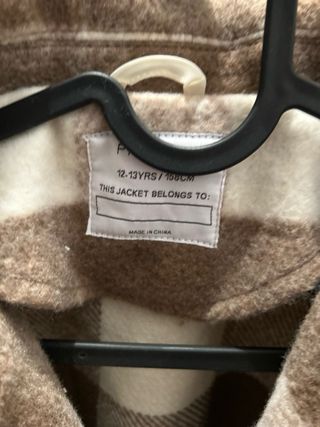 12-13YRS / 158CM
THIS JACKET BELONGS TO:
MADE IN CHINA